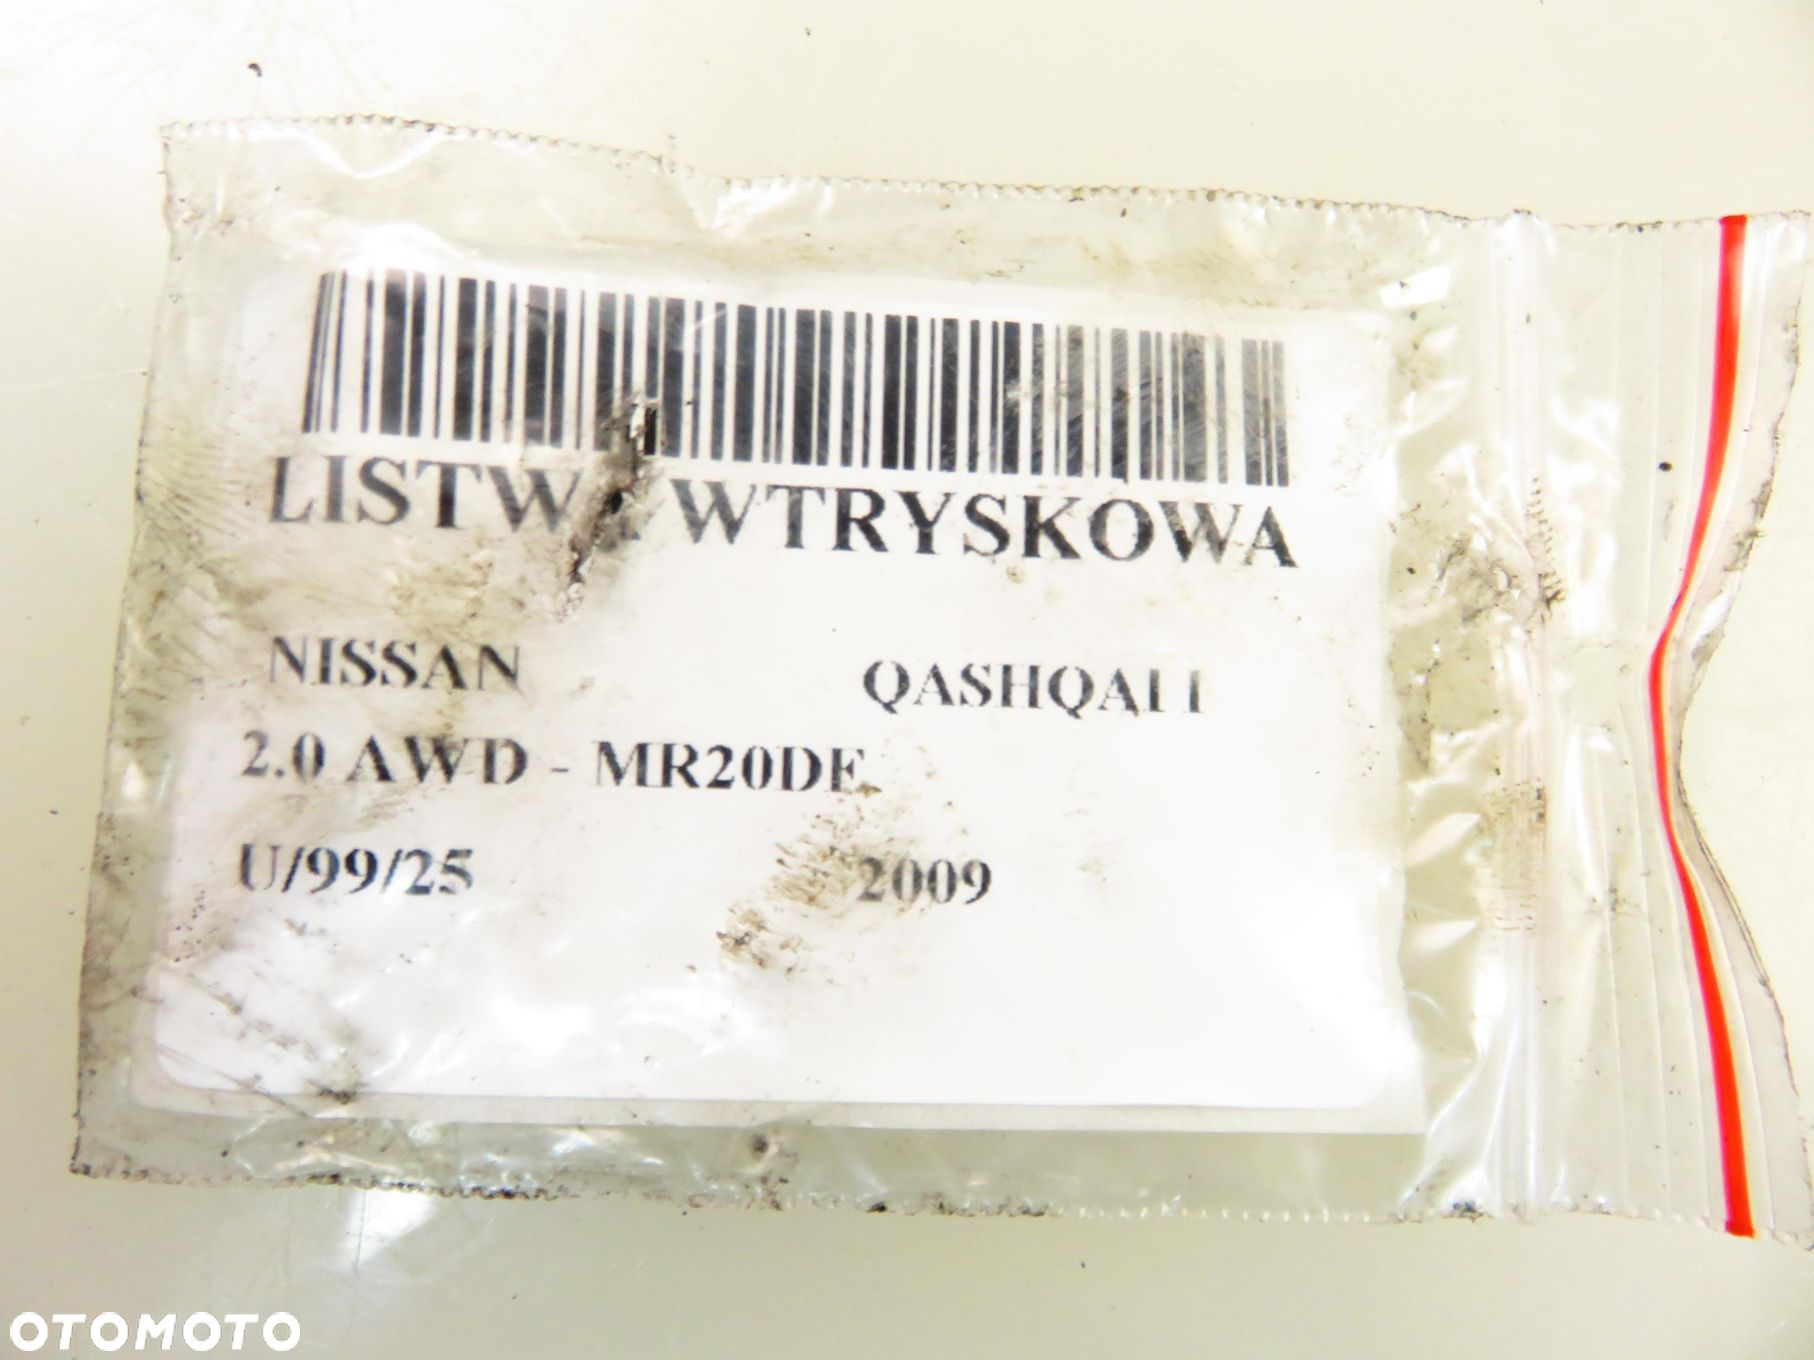 LISTWA WTRYSKOWA
NISSAN QASHQAI I
2.0 AWD - MR20DE
U/99/25 2009
OTOMOTO